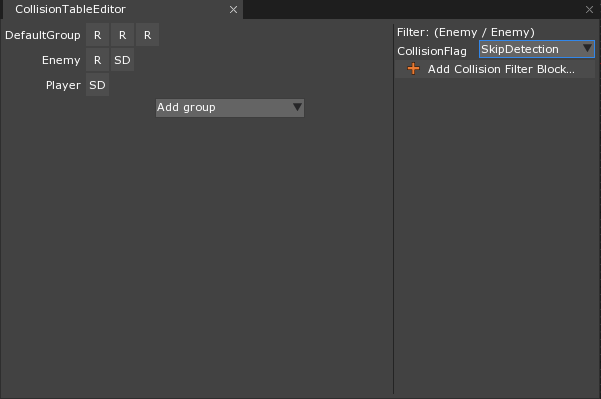 CollisionTableEditor
DefaultGroup R R R
Enemy R SD
Player SD
Add group
Filter: (Enemy / Enemy)
CollisionFlag SkipDetection
Add Collision Filter Block...